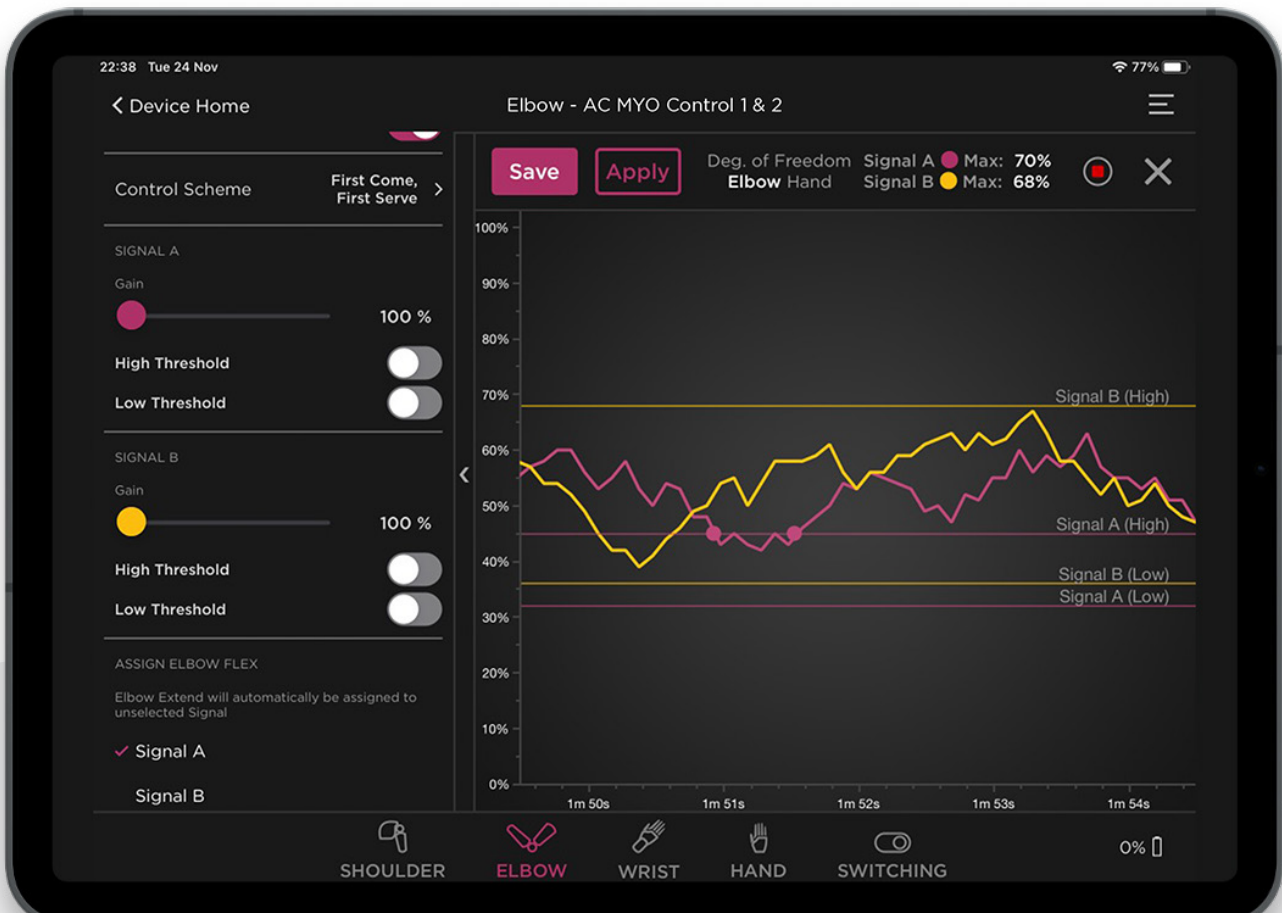 22:38 Tue 24 Nov
77%
Device Home
Elbow - AC MYO Control 1 & 2
Control Scheme
First Come,
First Serve
SIGNAL A
Gain
100 %
High Threshold
Low Threshold
SIGNAL B
Gain
100 %
High Threshold
Low Threshold
ASSIGN ELBOW FLEX
Elbow Extend will automatically be assigned to
unselected Signal
Signal A
Signal B
Save
Apply
Deg. of Freedom
Elbow Hand
Signal A Max: 70%
Signal B Max: 68%
100%
90%
80%
70%
60%
50%
40%
30%
20%
10%
0%
Signal B (High)
Signal A (High)
Signal B (Low)
Signal A (Low)
1m 50s
1m 51s
1m 52s
1m 53s
1m 54s
SHOULDER
ELBOW
WRIST
HAND
SWITCHING
0%